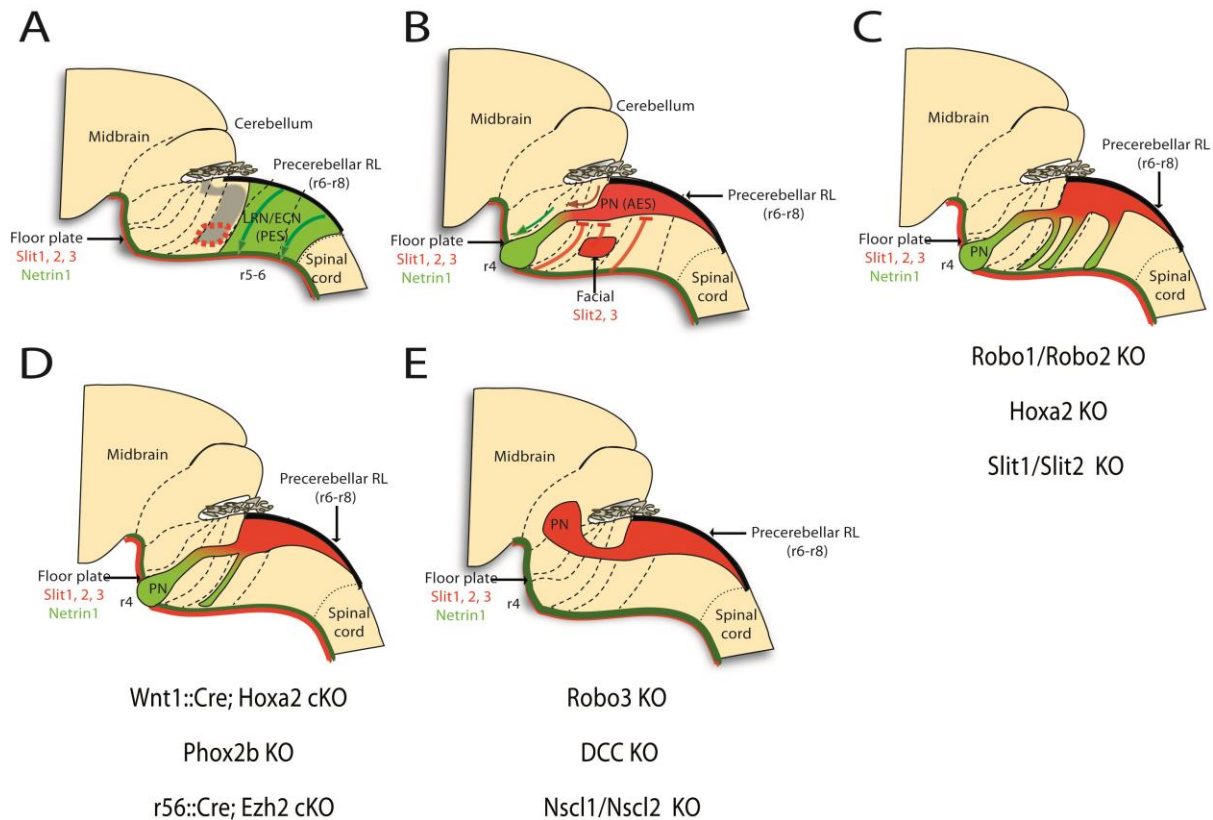 A
Midbrain
Cerebellum
Precerebellar RL
(r6-r8)
LRN/ECN
(PES)
Floor plate
Slit1, 2, 3
Netrin1
r5-6
Spinal
cord
B
Midbrain
Cerebellum
Precerebellar RL
(r6-r8)
PN (AES)
Floor plate
Slit1, 2, 3
Netrin1
r4
Facial
Slit2, 3
Spinal
cord
C
Midbrain
Precerebellar RL
(r6-r8)
Floor plate
Slit1, 2, 3
Netrin1
PN
r4
Spinal
cord
Robo1/Robo2 KO
Hoxa2 KO
Slit1/Slit2 KO
D
Midbrain
Precerebellar RL
(r6-r8)
Floor plate
Slit1, 2, 3
Netrin1
PN
r4
Spinal
cord
Wnt1::Cre; Hoxa2 cKO
Phox2b KO
r56::Cre; Ezh2 cKO
E
Midbrain
PN
Precerebellar RL
(r6-r8)
Floor plate
Slit1, 2, 3
Netrin1
r4
Spinal
cord
Robo3 KO
DCC KO
Nscl1/Nscl2 KO